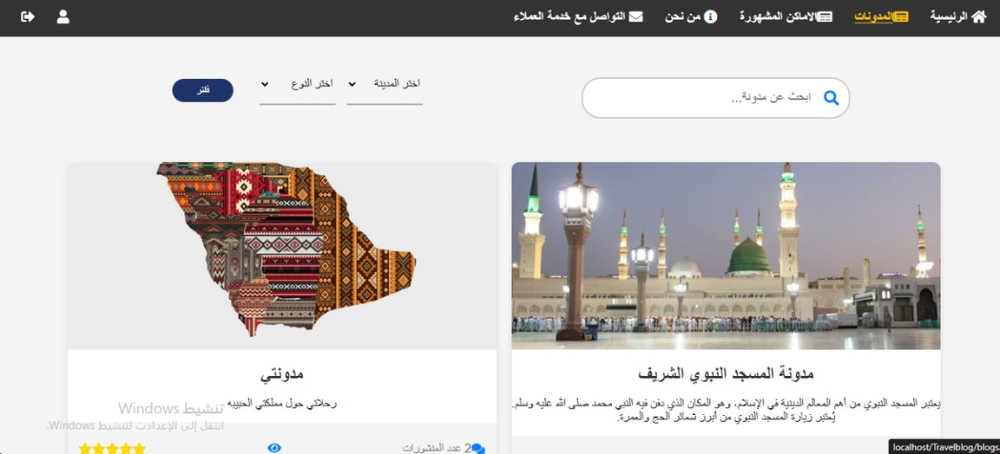 الرئيسية
المدونات
الاماكن المشهورة
من نحن
التواصل مع خدمة العملاء
ابحث عن مدونة...
اختر المدينة
اختر النوع
فلتر
مدونة المسجد النبوي الشريف
يعتبر المسجد النبوي من أهم المعالم الدينية في الإسلام، وهو المكان الذي دفن فيه النبي محمد صلى الله عليه وسلم.
يُعتبر زيارة المسجد النبوي من أبرز شعائر الحج والعمرة.
مدونتي
رحلاتي حول مملكتي الحبيبه
2 عدد المنشورات
تنشيط Windows
انتقل إلى الإعدادت لتنشيط Windows.
localhost/Travelblog/blogs.